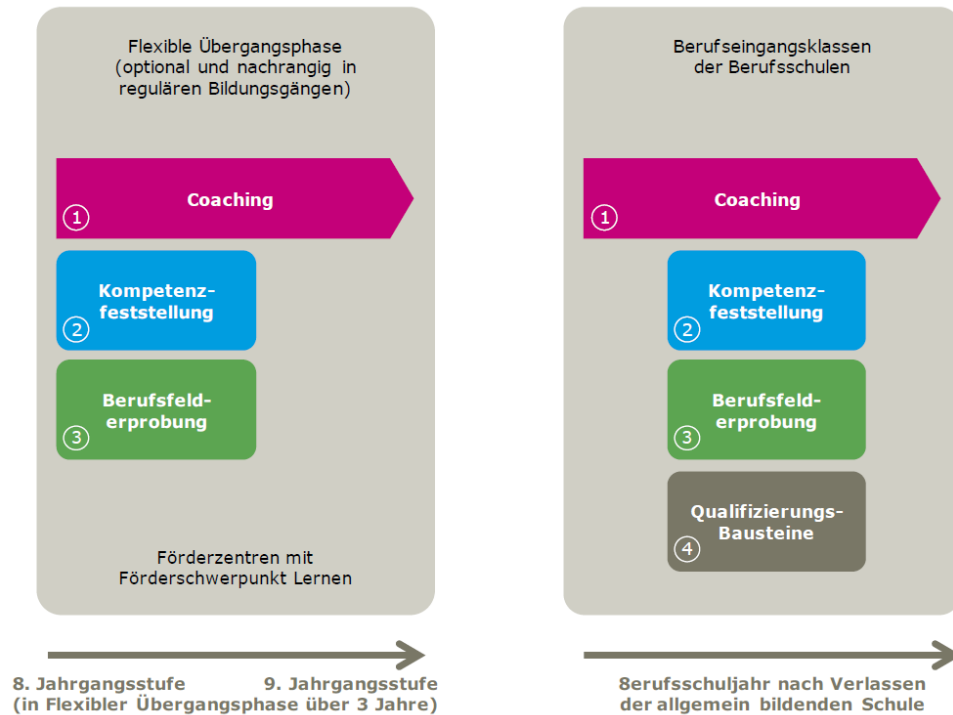 Flexible Übergangsphase
(optional und nachrangig in
regulären Bildungsgängen)
Coaching
1
Kompetenz-
feststellung
2
Berufsfeld-
erprobung
3
Förderzentren mit
Förderschwerpunkt Lernen
8. Jahrgangsstufe 9. Jahrgangsstufe
(in Flexibler Übergangsphase über 3 Jahre)
Berufseingangsklassen
der Berufsschulen
Coaching
1
Kompetenz-
feststellung
2
Berufsfeld-
erprobung
3
Qualifizierungs-
Bausteine
4
8erufsschuljahr nach Verlassen
der allgemein bildenden Schule